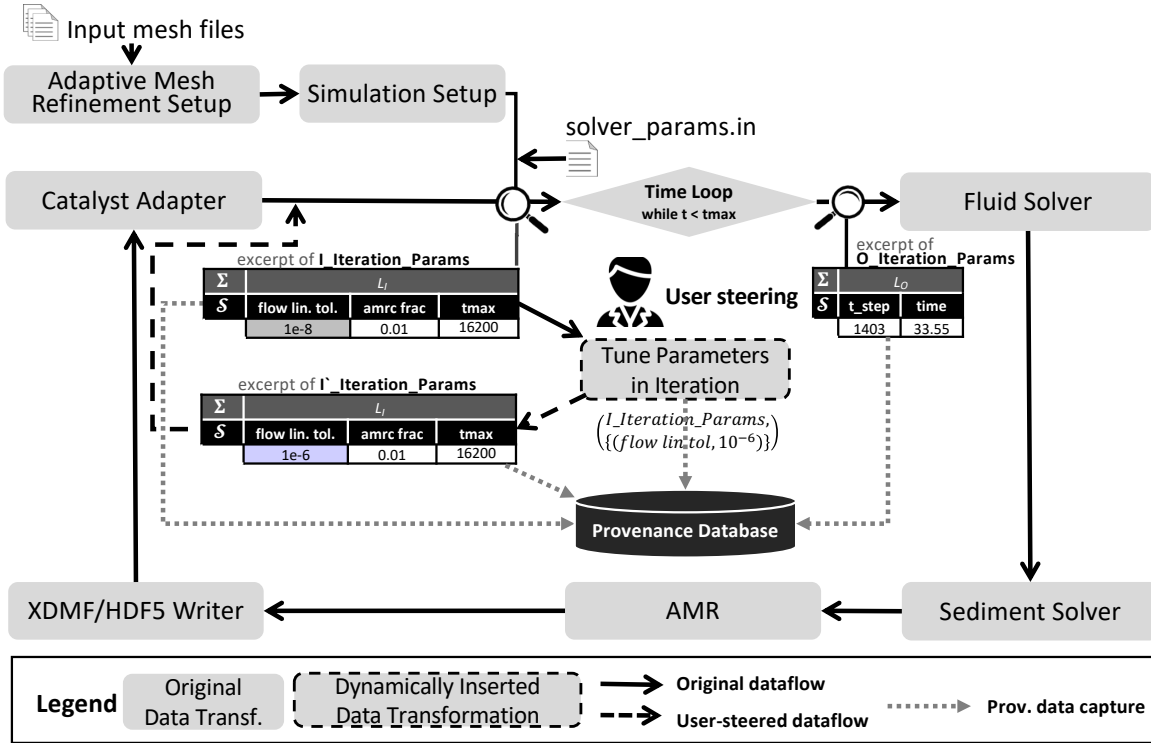 Input mesh files
Adaptive Mesh
Refinement Setup
Simulation Setup
solver_params.in
Catalyst Adapter
Time Loop
while t < tmax
Fluid Solver
excerpt of I_Iteration_Params
Σ L_I
𝒮 flow lin. tol. amrc frac tmax
1e-8 0.01 16200
User steering
excerpt of
O_Iteration_Params
Σ L_O
𝒮 t_step time
1403 33.55
Tune Parameters
in Iteration
excerpt of I`_Iteration_Params
Σ L_I
𝒮 flow lin. tol. amrc frac tmax
1e-6 0.01 16200
(I_Iteration_Params,
{(flow lin tol, 10⁻⁶)})
Provenance Database
XDMF/HDF5 Writer
AMR
Sediment Solver
Legend
Original
Data Transf.
Dynamically Inserted
Data Transformation
Original dataflow
User-steered dataflow
Prov. data capture